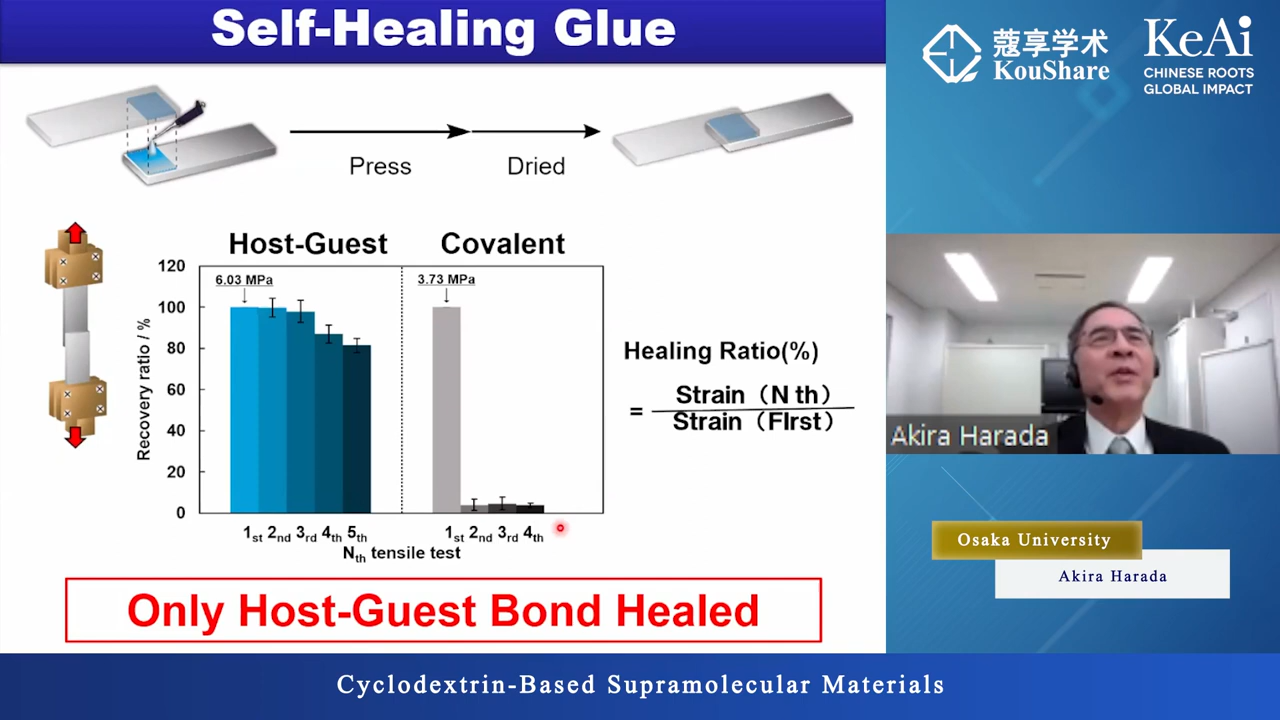 Self-Healing Glue
Press
Dried
Host-Guest
Covalent
120
100
80
60
40
20
0
Recovery ratio / %
6.03 MPa
3.73 MPa
1st 2nd 3rd 4th 5th
1st 2nd 3rd 4th
Nth tensile test
Healing Ratio(%)
= Strain（N th）
Strain（FIrst）
Only Host-Guest Bond Healed
蔻享学术
KouShare
KeAi
CHINESE ROOTS
GLOBAL IMPACT
Akira Harada
Osaka University
Akira Harada
Cyclodextrin-Based Supramolecular Materials